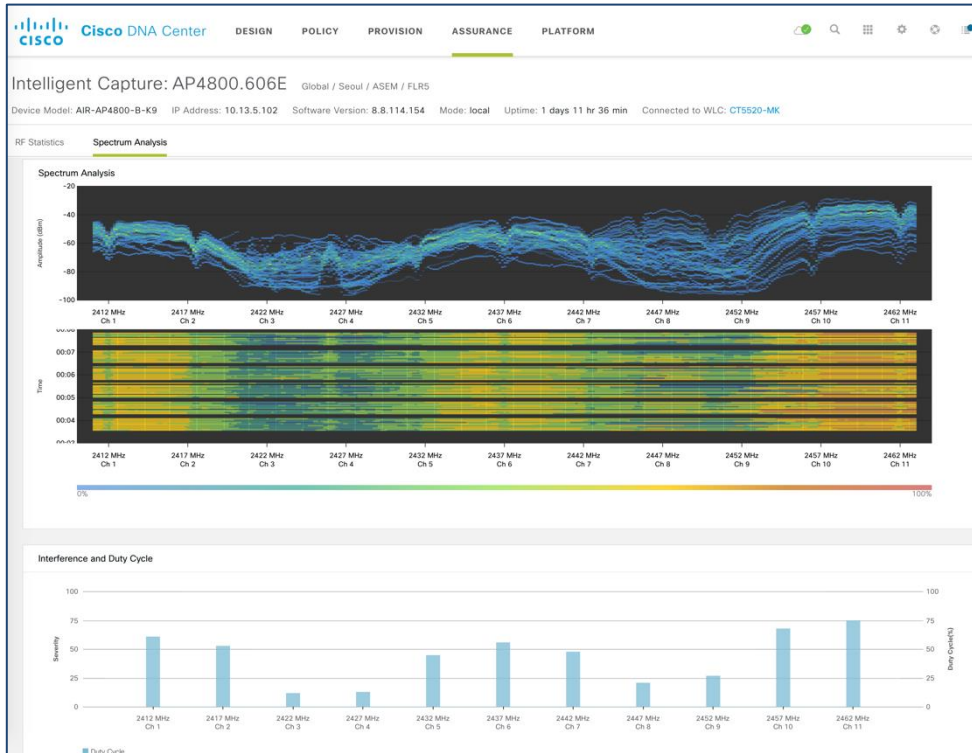 CISCO Cisco DNA Center DESIGN POLICY PROVISION ASSURANCE PLATFORM
Intelligent Capture: AP4800.606E Global / Seoul / ASEM / FLR5
Device Model: AIR-AP4800-B-K9 IP Address: 10.13.5.102 Software Version: 8.8.114.154 Mode: local Uptime: 1 days 11 hr 36 min Connected to WLC: CT5520-MK
RF Statistics Spectrum Analysis
Spectrum Analysis
-20
-40
-60
-80
-100
Amplitude (dBm)
2412 MHz 2417 MHz 2422 MHz 2427 MHz 2432 MHz 2437 MHz 2442 MHz 2447 MHz 2452 MHz 2457 MHz 2462 MHz
Ch 1 Ch 2 Ch 3 Ch 4 Ch 5 Ch 6 Ch 7 Ch 8 Ch 9 Ch 10 Ch 11
00:08
00:07
00:06
00:05
00:04
00:03
Time
2412 MHz 2417 MHz 2422 MHz 2427 MHz 2432 MHz 2437 MHz 2442 MHz 2447 MHz 2452 MHz 2457 MHz 2462 MHz
Ch 1 Ch 2 Ch 3 Ch 4 Ch 5 Ch 6 Ch 7 Ch 8 Ch 9 Ch 10 Ch 11
0% 100%
Interference and Duty Cycle
100 100
75 75
50 50
25 25
0 0
Severity Duty Cycle(%)
2412 MHz 2417 MHz 2422 MHz 2427 MHz 2432 MHz 2437 MHz 2442 MHz 2447 MHz 2452 MHz 2457 MHz 2462 MHz
Ch 1 Ch 2 Ch 3 Ch 4 Ch 5 Ch 6 Ch 7 Ch 8 Ch 9 Ch 10 Ch 11
Duty Cycle